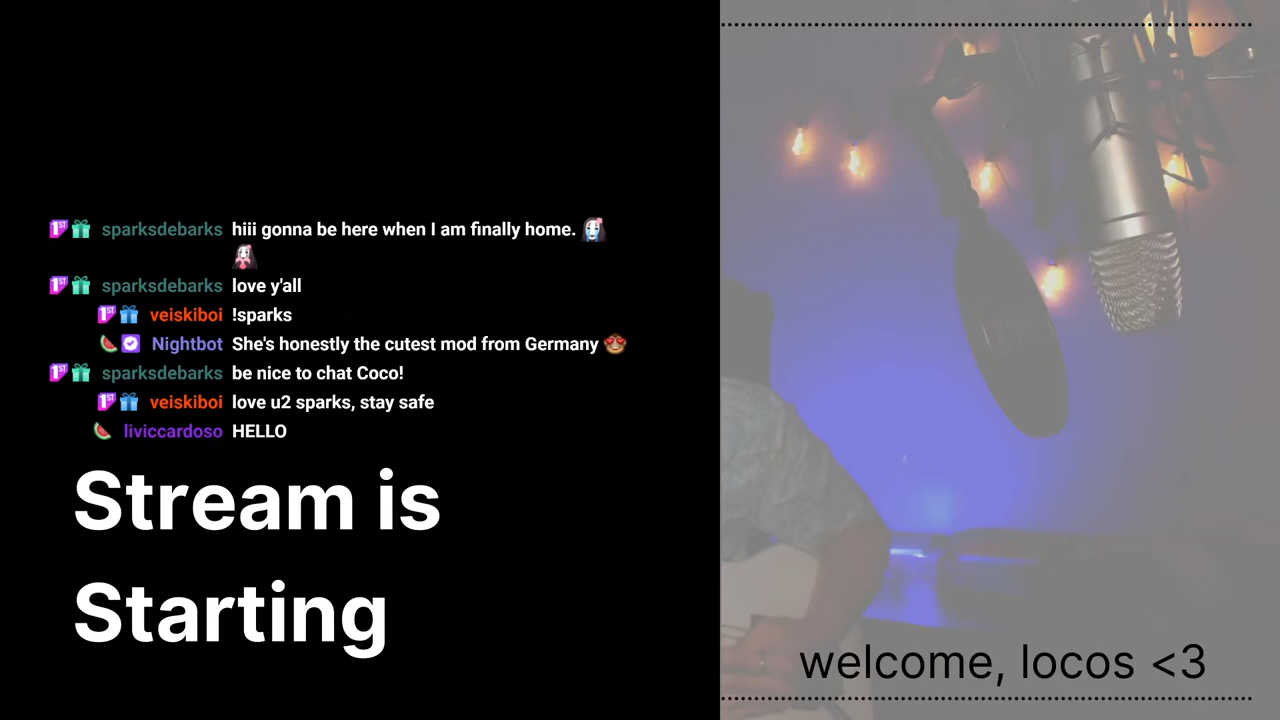 sparksdebarks hiii gonna be here when I am finally home.
sparksdebarks love y'all
veiskiboi !sparks
Nightbot She's honestly the cutest mod from Germany
sparksdebarks be nice to chat Coco!
veiskiboi love u2 sparks, stay safe
liviccardoso HELLO
Stream is
Starting
welcome, locos <3